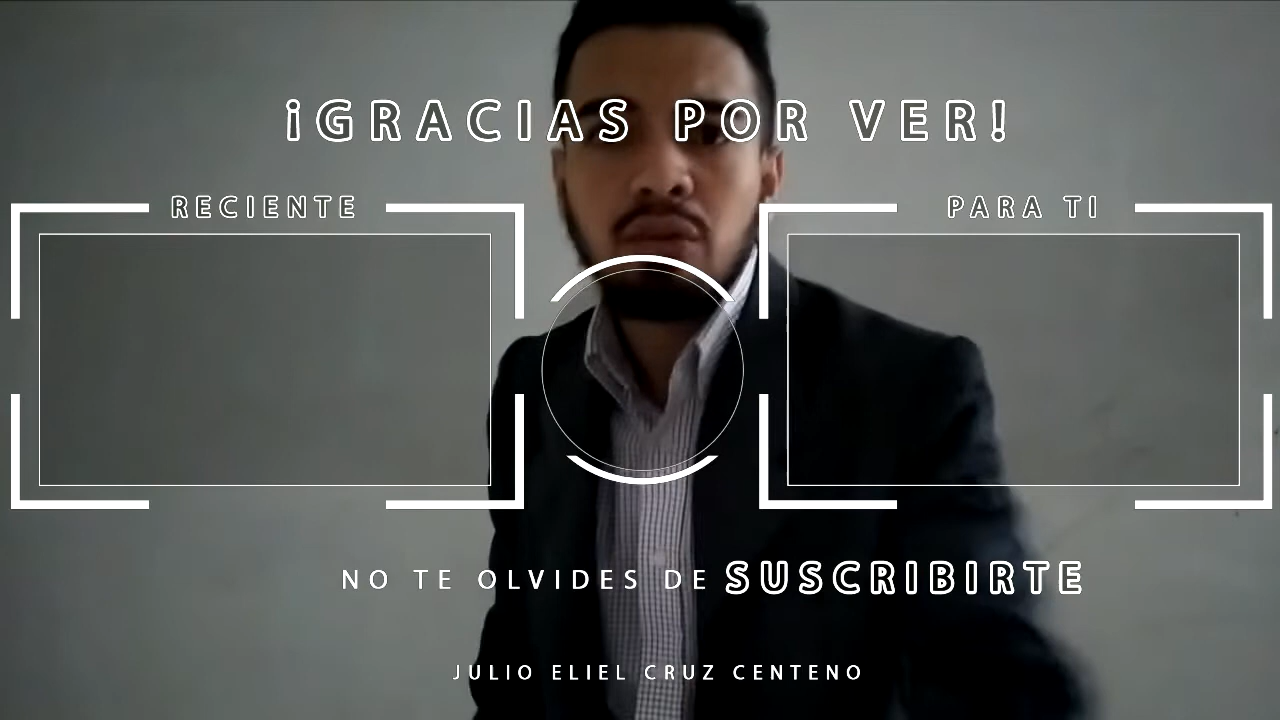 ¡GRACIAS POR VER!
RECIENTE
PARA TI
NO TE OLVIDES DE SUSCRIBIRTE
JULIO ELIEL CRUZ CENTENO